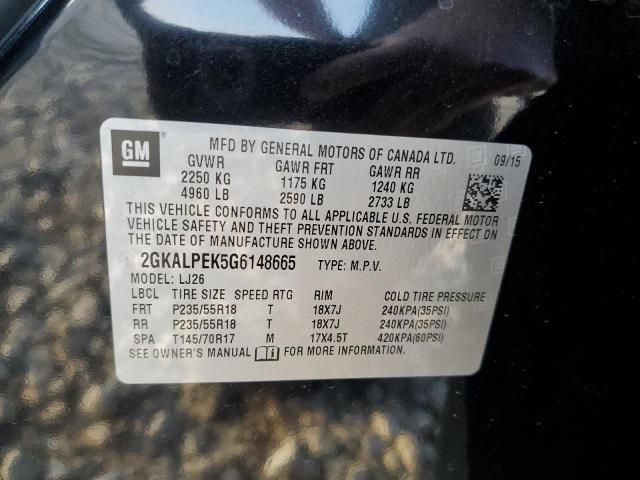 GM
MFD BY GENERAL MOTORS OF CANADA LTD. 09/15
GVWR GAWR FRT GAWR RR
2250 KG 1175 KG 1240 KG
4960 LB 2590 LB 2733 LB
THIS VEHICLE CONFORMS TO ALL APPLICABLE U.S. FEDERAL MOTOR
VEHICLE SAFETY AND THEFT PREVENTION STANDARDS IN EFFECT ON
THE DATE OF MANUFACTURE SHOWN ABOVE.
2GKALPEK5G6148665 TYPE: M.P.V.
MODEL: LJ26
LBCL TIRE SIZE SPEED RTG RIM COLD TIRE PRESSURE
FRT P235/55R18 T 18X7J 240KPA(35PSI)
RR P235/55R18 T 18X7J 240KPA(35PSI)
SPA T145/70R17 M 17X4.5T 420KPA(60PSI)
SEE OWNER'S MANUAL FOR MORE INFORMATION.